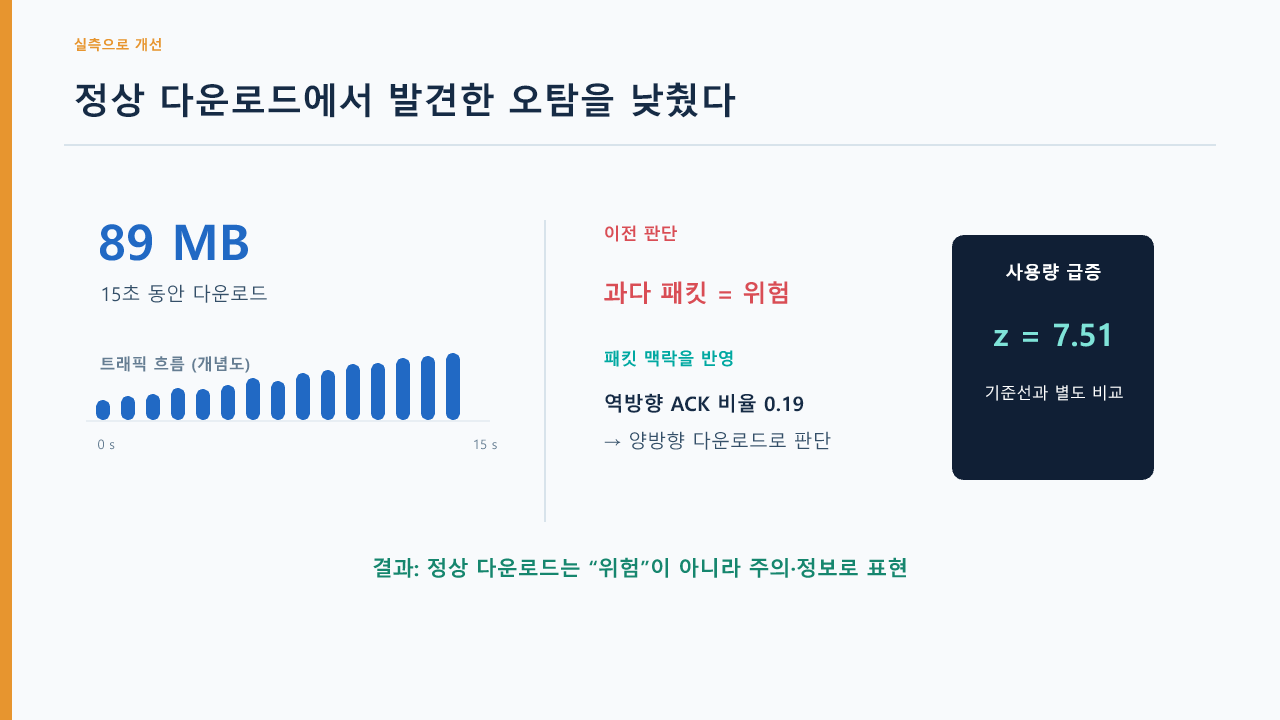 실측으로 개선
정상 다운로드에서 발견한 오탐을 낮췄다
89 MB
15초 동안 다운로드
트래픽 흐름 (개념도)
0 s
15 s
이전 판단
과다 패킷 = 위험
패킷 맥락을 반영
역방향 ACK 비율 0.19
→ 양방향 다운로드로 판단
사용량 급증
z = 7.51
기준선과 별도 비교
결과: 정상 다운로드는 “위험”이 아니라 주의·정보로 표현